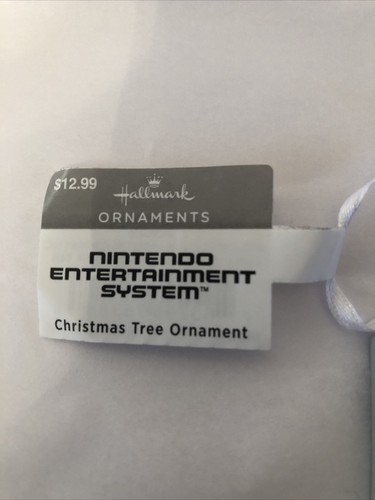 $12.99
Hallmark
ORNAMENTS
NINTENDO
ENTERTAINMENT
SYSTEM™
Christmas Tree Ornament